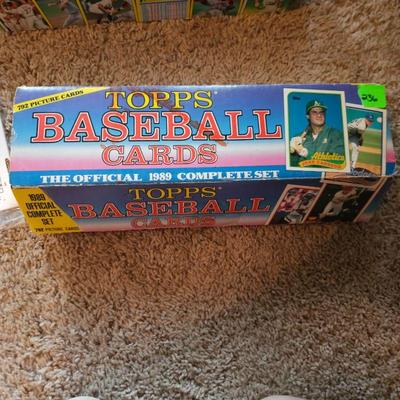 792 PICTURE CARDS
TOPPS®
BASEBALL
CARDS
THE OFFICIAL 1989 COMPLETE SET
236
Athletics
1989
OFFICIAL
COMPLETE
SET
792 PICTURE CARDS
TOPPS®
BASEBALL
CARDS